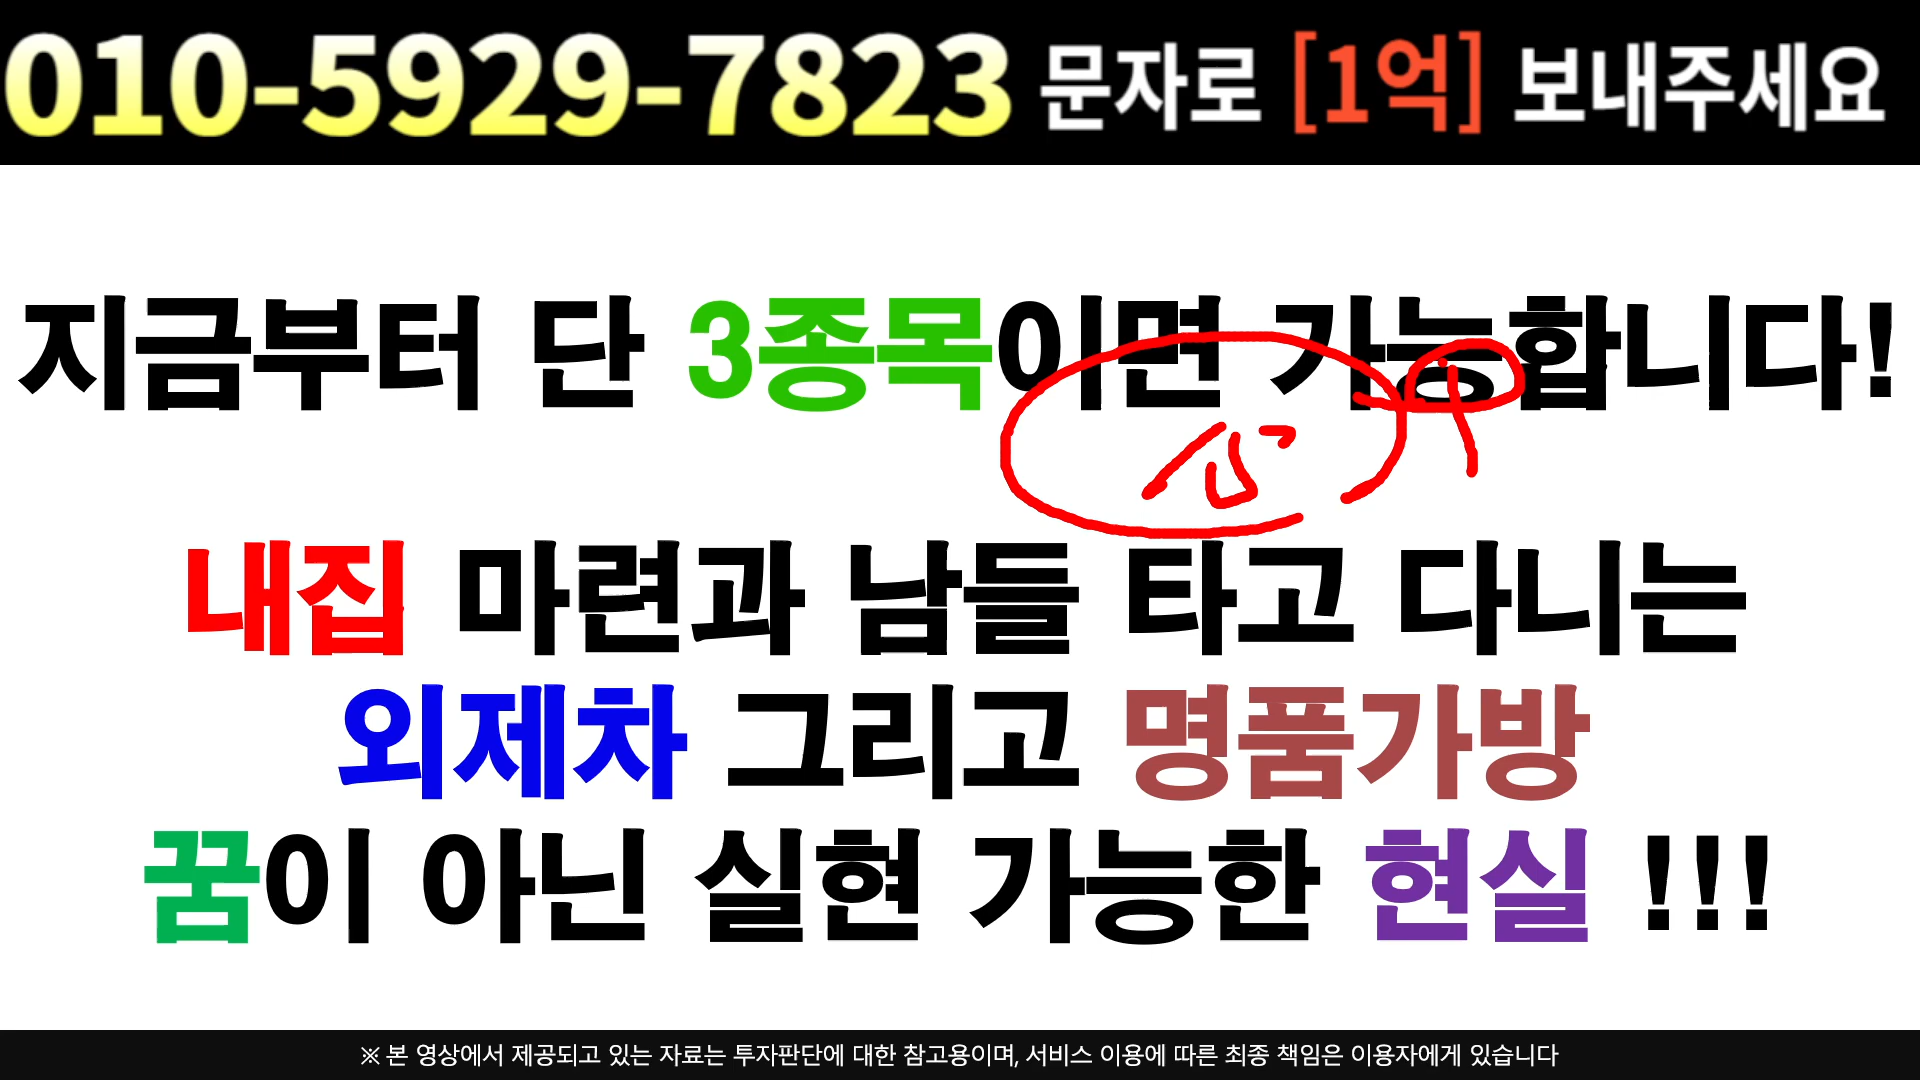 010-5929-7823 문자로 [1억] 보내주세요
지금부터 단 3종목이면 가능합니다!
내집 마련과 남들 타고 다니는
외제차 그리고 명품가방
꿈이 아닌 실현 가능한 현실 !!!
※ 본 영상에서 제공되고 있는 자료는 투자판단에 대한 참고용이며, 서비스 이용에 따른 최종 책임은 이용자에게 있습니다